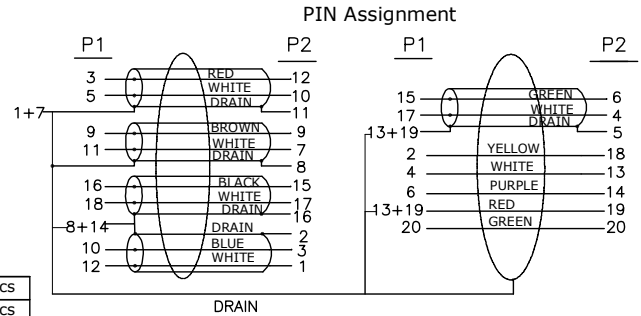 PIN Assignment
P1 P2
3 RED 12
5 WHITE 10
1+7 DRAIN 11
9 BROWN 9
11 WHITE 7
DRAIN 8
16 BLACK 15
18 WHITE 17
DRAIN 16
8+14 DRAIN 2
10 BLUE 3
12 WHITE 1
P1 P2
15 GREEN 6
17 WHITE 4
13+19 DRAIN 5
2 YELLOW 18
4 WHITE 13
6 PURPLE 14
13+19 RED 19
20 GREEN 20
DRAIN
cs
cs